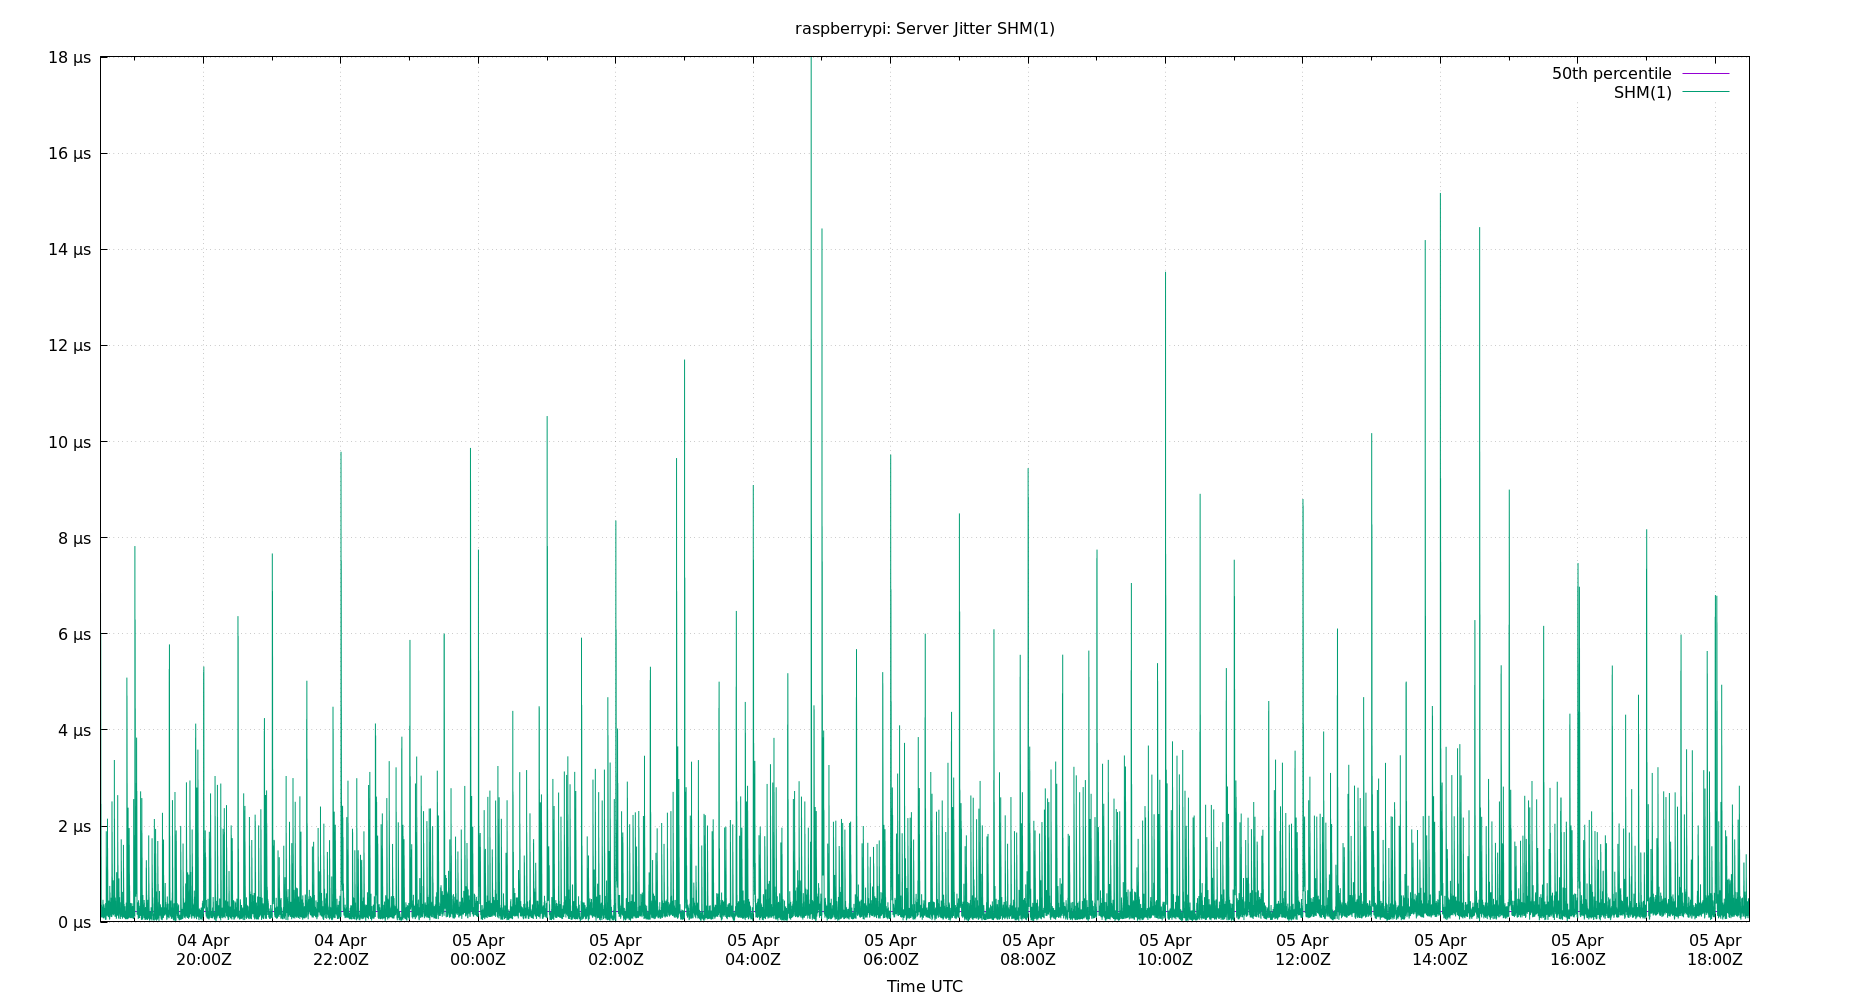 raspberrypi: Server Jitter SHM(1)
18 µs
16 µs
14 µs
12 µs
10 µs
8 µs
6 µs
4 µs
2 µs
0 µs
50th percentile
SHM(1)
04 Apr 04 Apr 05 Apr 05 Apr 05 Apr 05 Apr 05 Apr 05 Apr 05 Apr 05 Apr 05 Apr 05 Apr
20:00Z 22:00Z 00:00Z 02:00Z 04:00Z 06:00Z 08:00Z 10:00Z 12:00Z 14:00Z 16:00Z 18:00Z
Time UTC